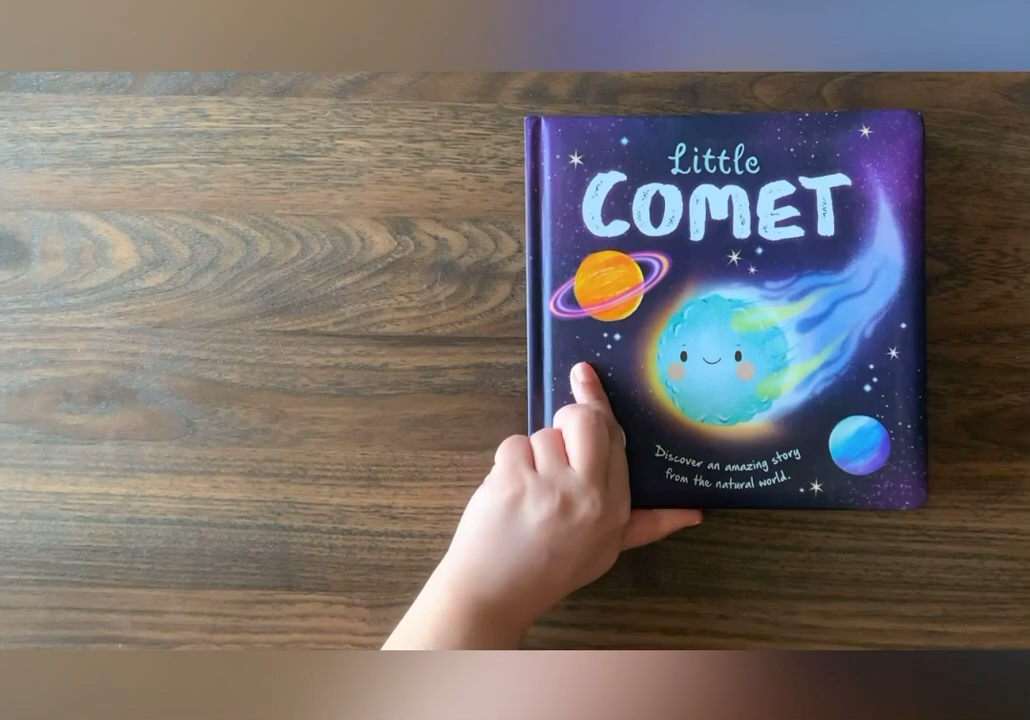 Little
COMET
Discover an amazing story
from the natural world.